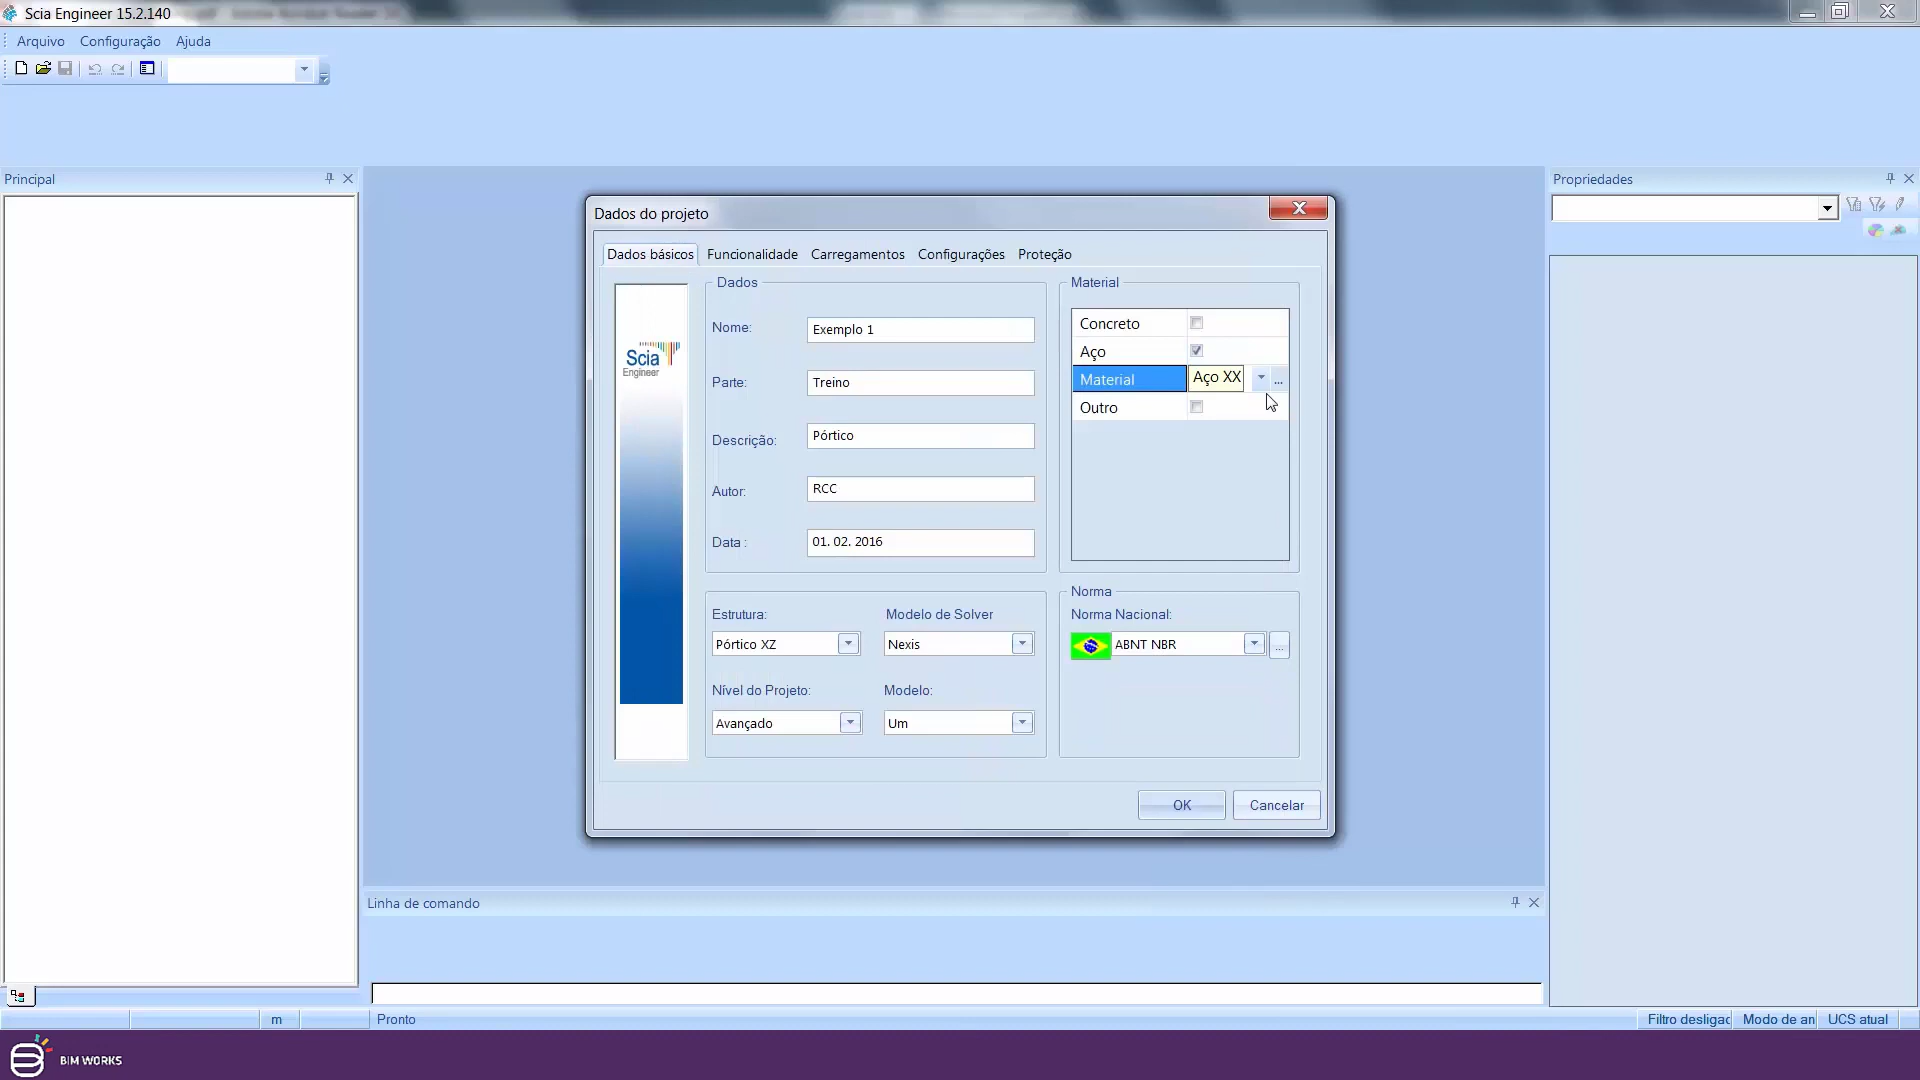 Scia Engineer 15.2.140
Arquivo Configuração Ajuda
Principal
Propriedades
Dados do projeto
Dados básicos Funcionalidade Carregamentos Configurações Proteção
Scia
Engineer
Dados
Nome: Exemplo 1
Parte: Treino
Descrição: Pórtico
Autor: RCC
Data : 01. 02. 2016
Material
Concreto
Aço
Material Aço XX ...
Outro
Estrutura: Modelo de Solver
Pórtico XZ Nexis
Nível do Projeto: Modelo:
Avançado Um
Norma
Norma Nacional:
ABNT NBR ...
OK Cancelar
Linha de comando
m Pronto Filtro desligac Modo de an UCS atual
BIM WORKS